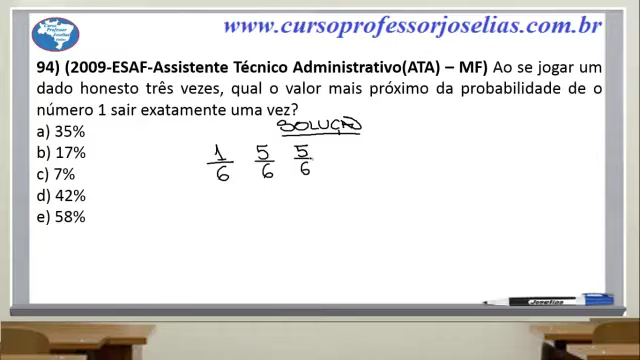 www.cursoprofessorjoselias.com.br
94) (2009-ESAF-Assistente Técnico Administrativo(ATA) – MF) Ao se jogar um
dado honesto três vezes, qual o valor mais próximo da probabilidade de o
número 1 sair exatamente uma vez?
SOLUÇÃO
a) 35%
b) 17%
c) 7%
d) 42%
e) 58%
1/6 5/6 5/6
Joselias